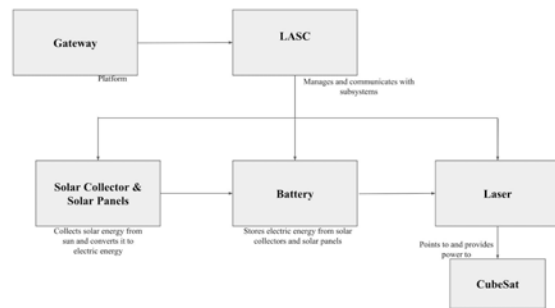 Gateway
LASC
Platform
Manages and communicates with
subsystems
Solar Collector &
Solar Panels
Battery
Laser
Collects solar energy from
sun and converts it to
electric energy
Stores electric energy from solar
collectors and solar panels
Points to and provides
power to
CubeSat